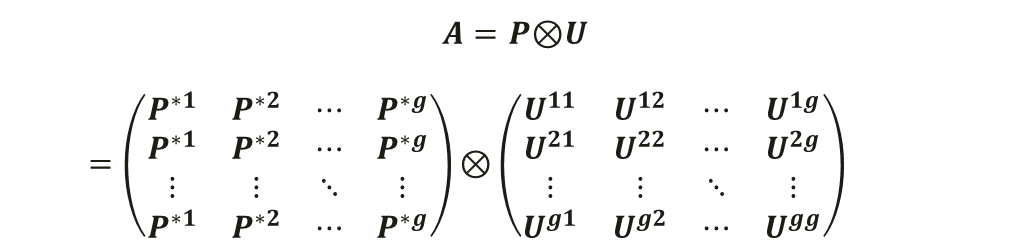 A = P⊗U
= ( P*1 P*2 … P*g ) ⊗ ( U11 U12 … U1g )
P*1 P*2 … P*g U21 U22 … U2g
⋮ ⋮ ⋱ ⋮ ⋮ ⋮ ⋱ ⋮
P*1 P*2 … P*g Ug1 Ug2 … Ugg